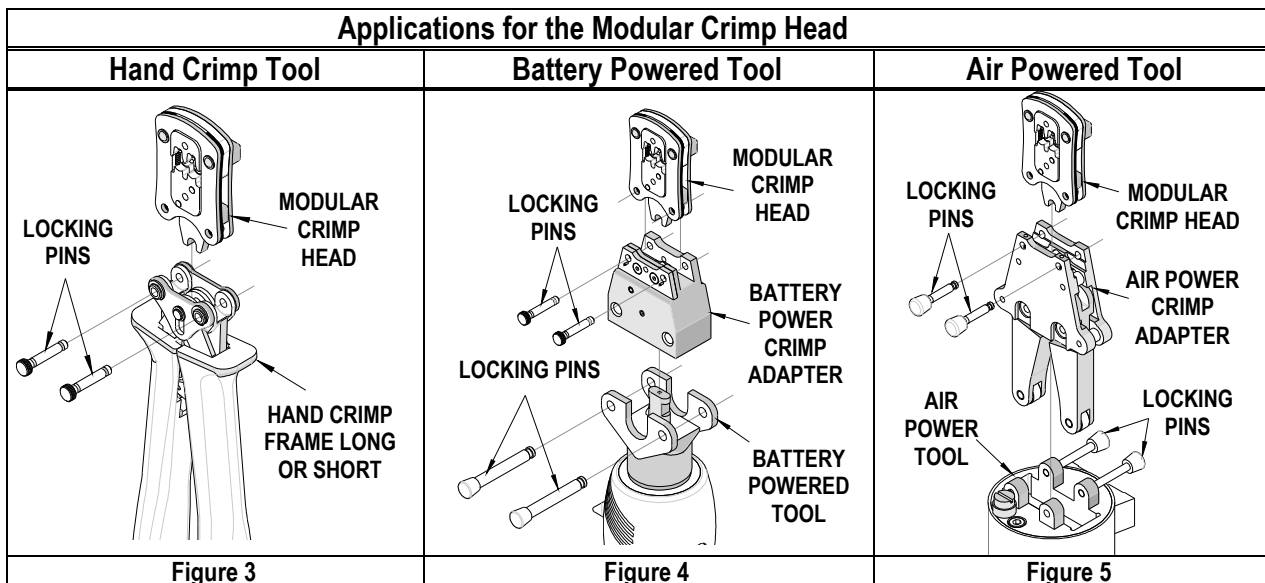 Applications for the Modular Crimp Head
Hand Crimp Tool
Battery Powered Tool
Air Powered Tool
LOCKING
PINS
MODULAR
CRIMP
HEAD
HAND CRIMP
FRAME LONG
OR SHORT
LOCKING
PINS
MODULAR
CRIMP
HEAD
BATTERY
POWER
CRIMP
ADAPTER
LOCKING PINS
BATTERY
POWERED
TOOL
LOCKING
PINS
MODULAR
CRIMP HEAD
AIR POWER
CRIMP
ADAPTER
AIR
POWER
TOOL
LOCKING
PINS
Figure 3
Figure 4
Figure 5